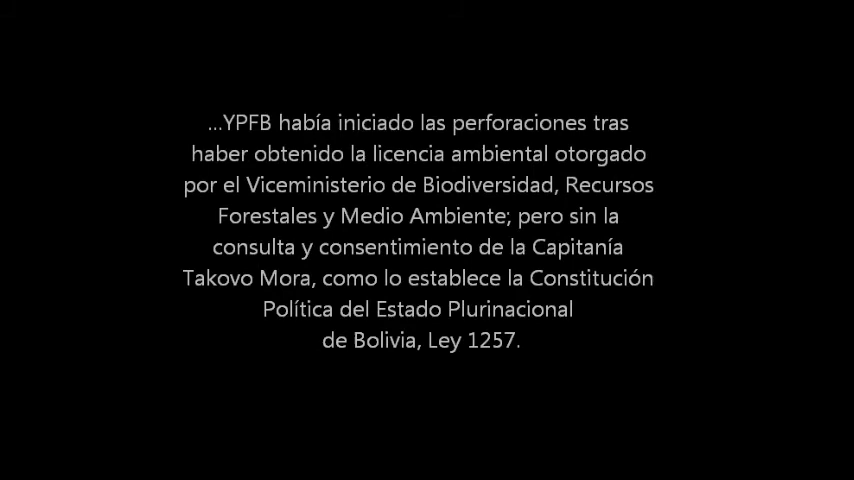 ...YPFB había iniciado las perforaciones tras
haber obtenido la licencia ambiental otorgado
por el Viceministerio de Biodiversidad, Recursos
Forestales y Medio Ambiente; pero sin la
consulta y consentimiento de la Capitanía
Takovo Mora, como lo establece la Constitución
Política del Estado Plurinacional
de Bolivia, Ley 1257.